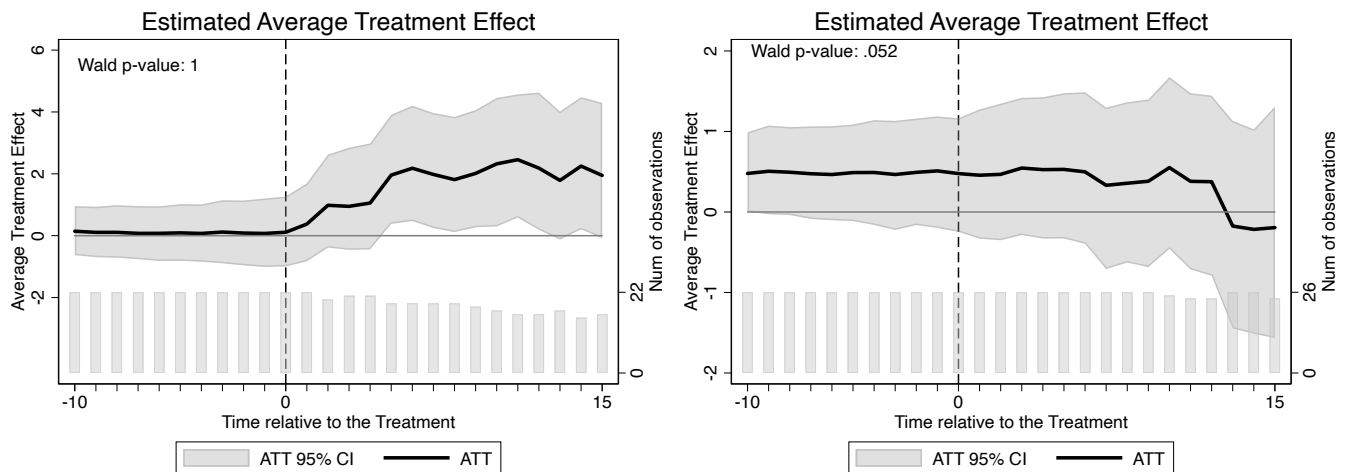 Estimated Average Treatment Effect
Wald p-value: 1
Average Treatment Effect
6
4
2
0
-2
Num of observations
22
0
-10
0
15
Time relative to the Treatment
ATT 95% CI
ATT
Estimated Average Treatment Effect
Wald p-value: .052
Average Treatment Effect
2
1
0
-1
-2
Num of observations
26
0
-10
0
15
Time relative to the Treatment
ATT 95% CI
ATT